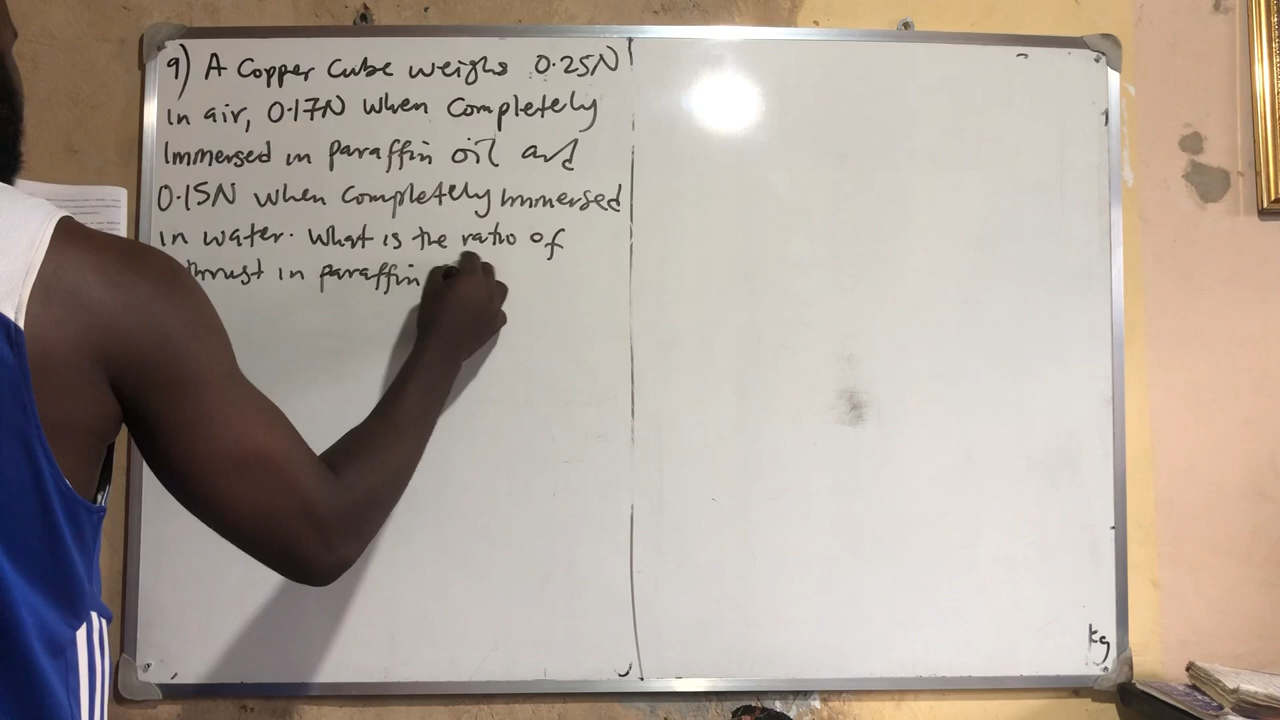 9) A Copper Cube weighs 0.25N
in air, 0.17N when Completely
Immersed in paraffin oil and
0.15N when Completely Immersed
in water. What is the ratio of
thrust in paraffin
kg